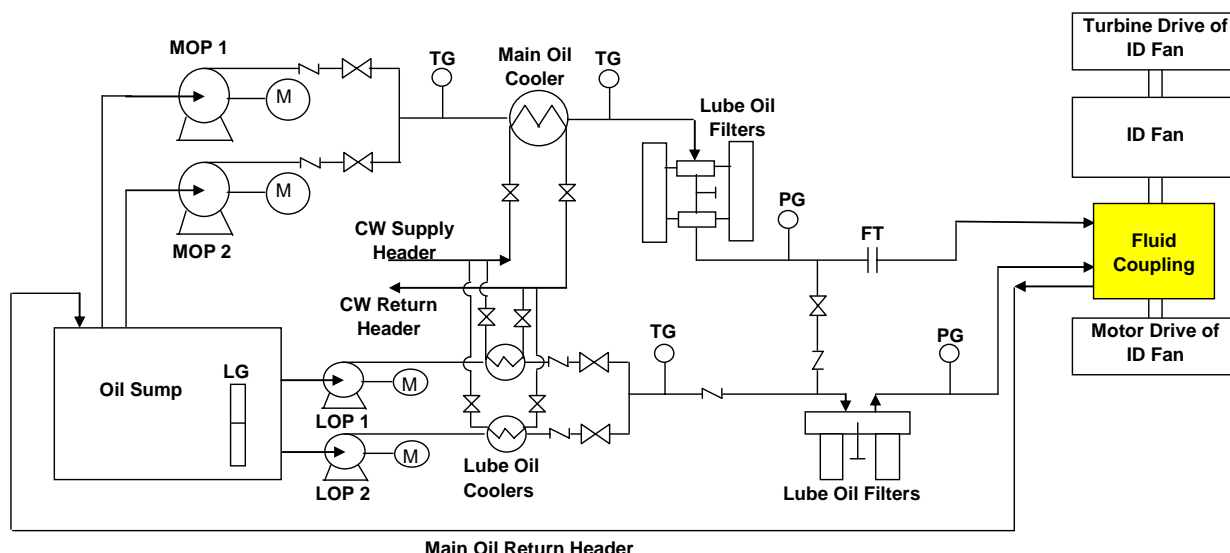 MOP 1
M
MOP 2
M
TG
Main Oil
Cooler
TG
Lube Oil
Filters
Turbine Drive of
ID Fan
ID Fan
PG
FT
Fluid
Coupling
Motor Drive of
ID Fan
CW Supply
Header
CW Return
Header
Oil Sump
LG
LOP 1
M
LOP 2
M
Lube Oil
Coolers
TG
PG
Lube Oil Filters
Main Oil Return Header